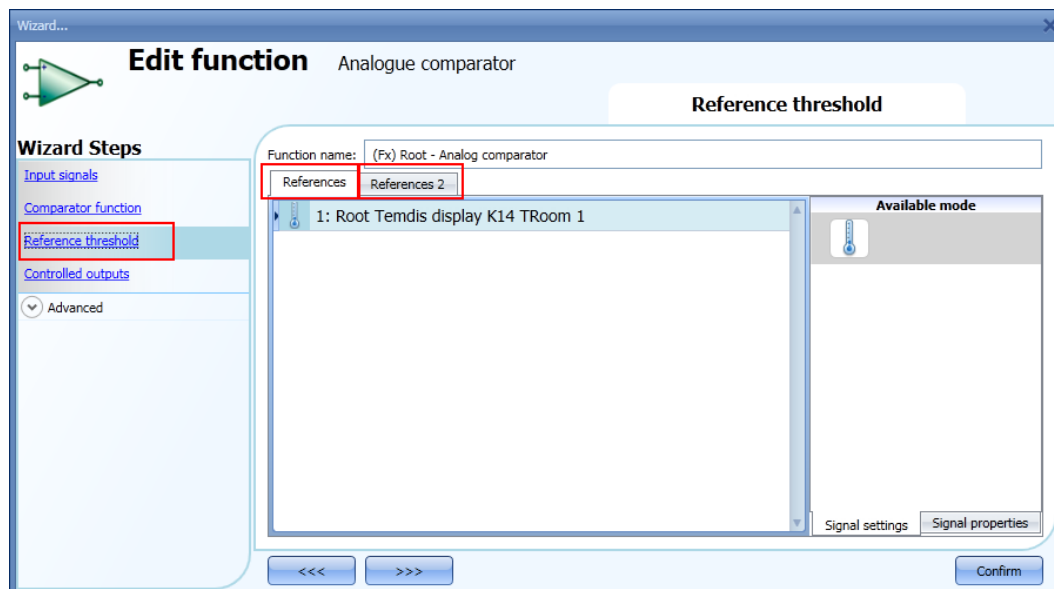 Wizard...
Edit function Analogue comparator
Reference threshold
Wizard Steps
Input signals
Comparator function
Reference threshold
Controlled outputs
Advanced
Function name: (Fx) Root - Analog comparator
References References 2
1: Root Temdis display K14 TRoom 1
Available mode
Signal settings Signal properties
<<< >>> Confirm